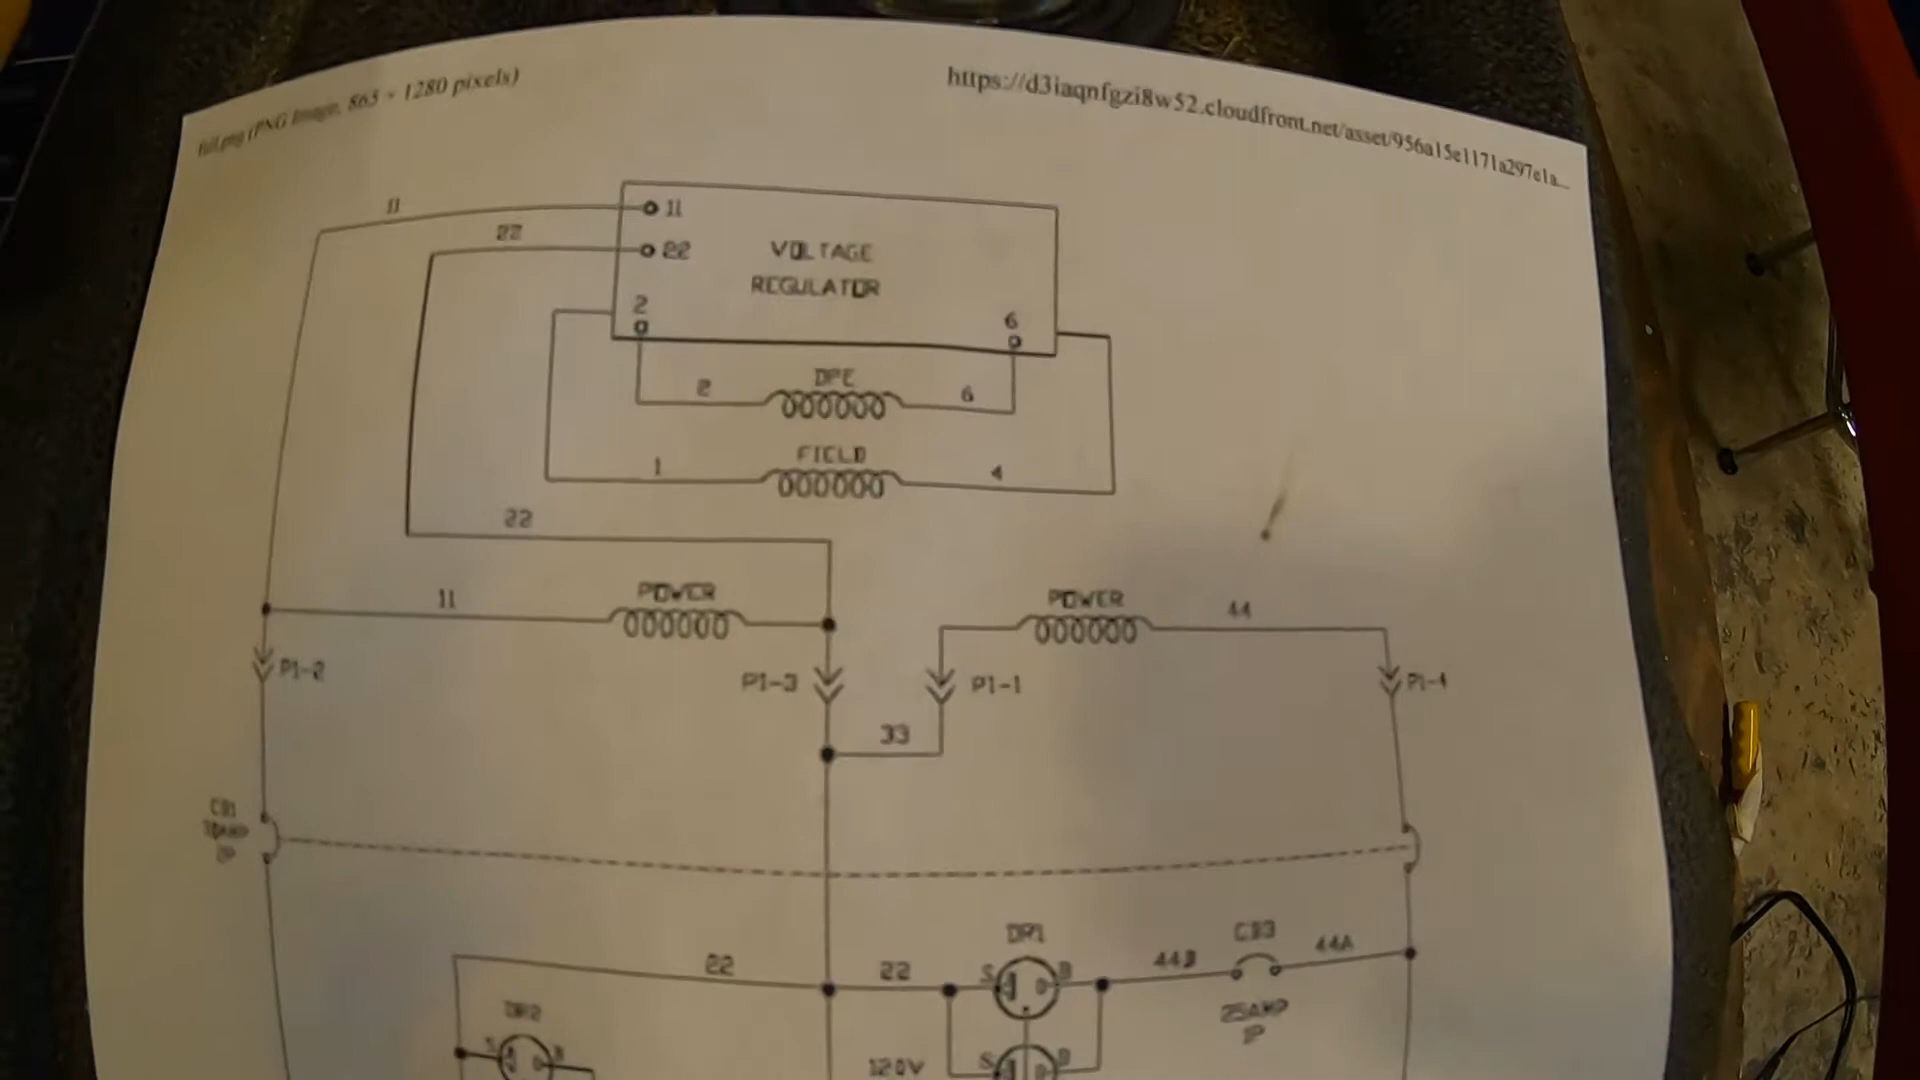 full.png (PNG Image, 865 × 1280 pixels)
https://d3iaqnfgzi8w52.cloudfront.net/asset/956a15e1171a297e1a...
11
11
22
22
VOLTAGE
REGULATOR
2
6
DPE
2
6
FIELD
1
4
22
POWER
11
POWER
44
P1-2
P1-3
P1-1
P1-4
33
CB1
2P
22
22
DR1
S
B
44B
CB3
44A
25AMP
1P
DR2
S
B
120V
S
B